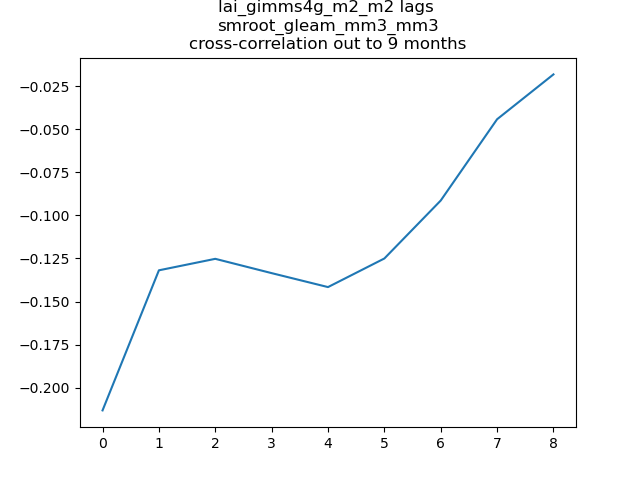 lai_gimms4g_m2_m2 lags
smroot_gleam_mm3_mm3
cross-correlation out to 9 months
−0.025
−0.050
−0.075
−0.100
−0.125
−0.150
−0.175
−0.200
0 1 2 3 4 5 6 7 8